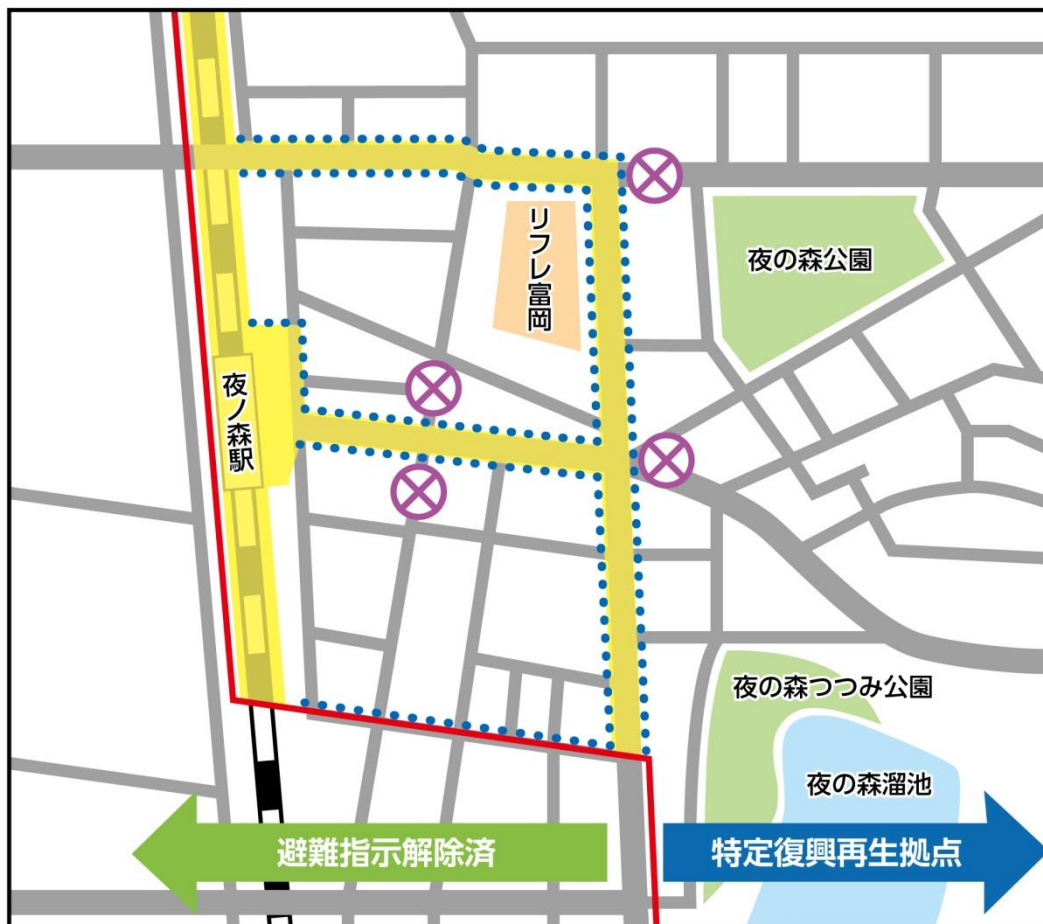 リフレ富岡
夜の森公園
夜ノ森駅
夜の森つつみ公園
夜の森溜池
避難指示解除済
特定復興再生拠点